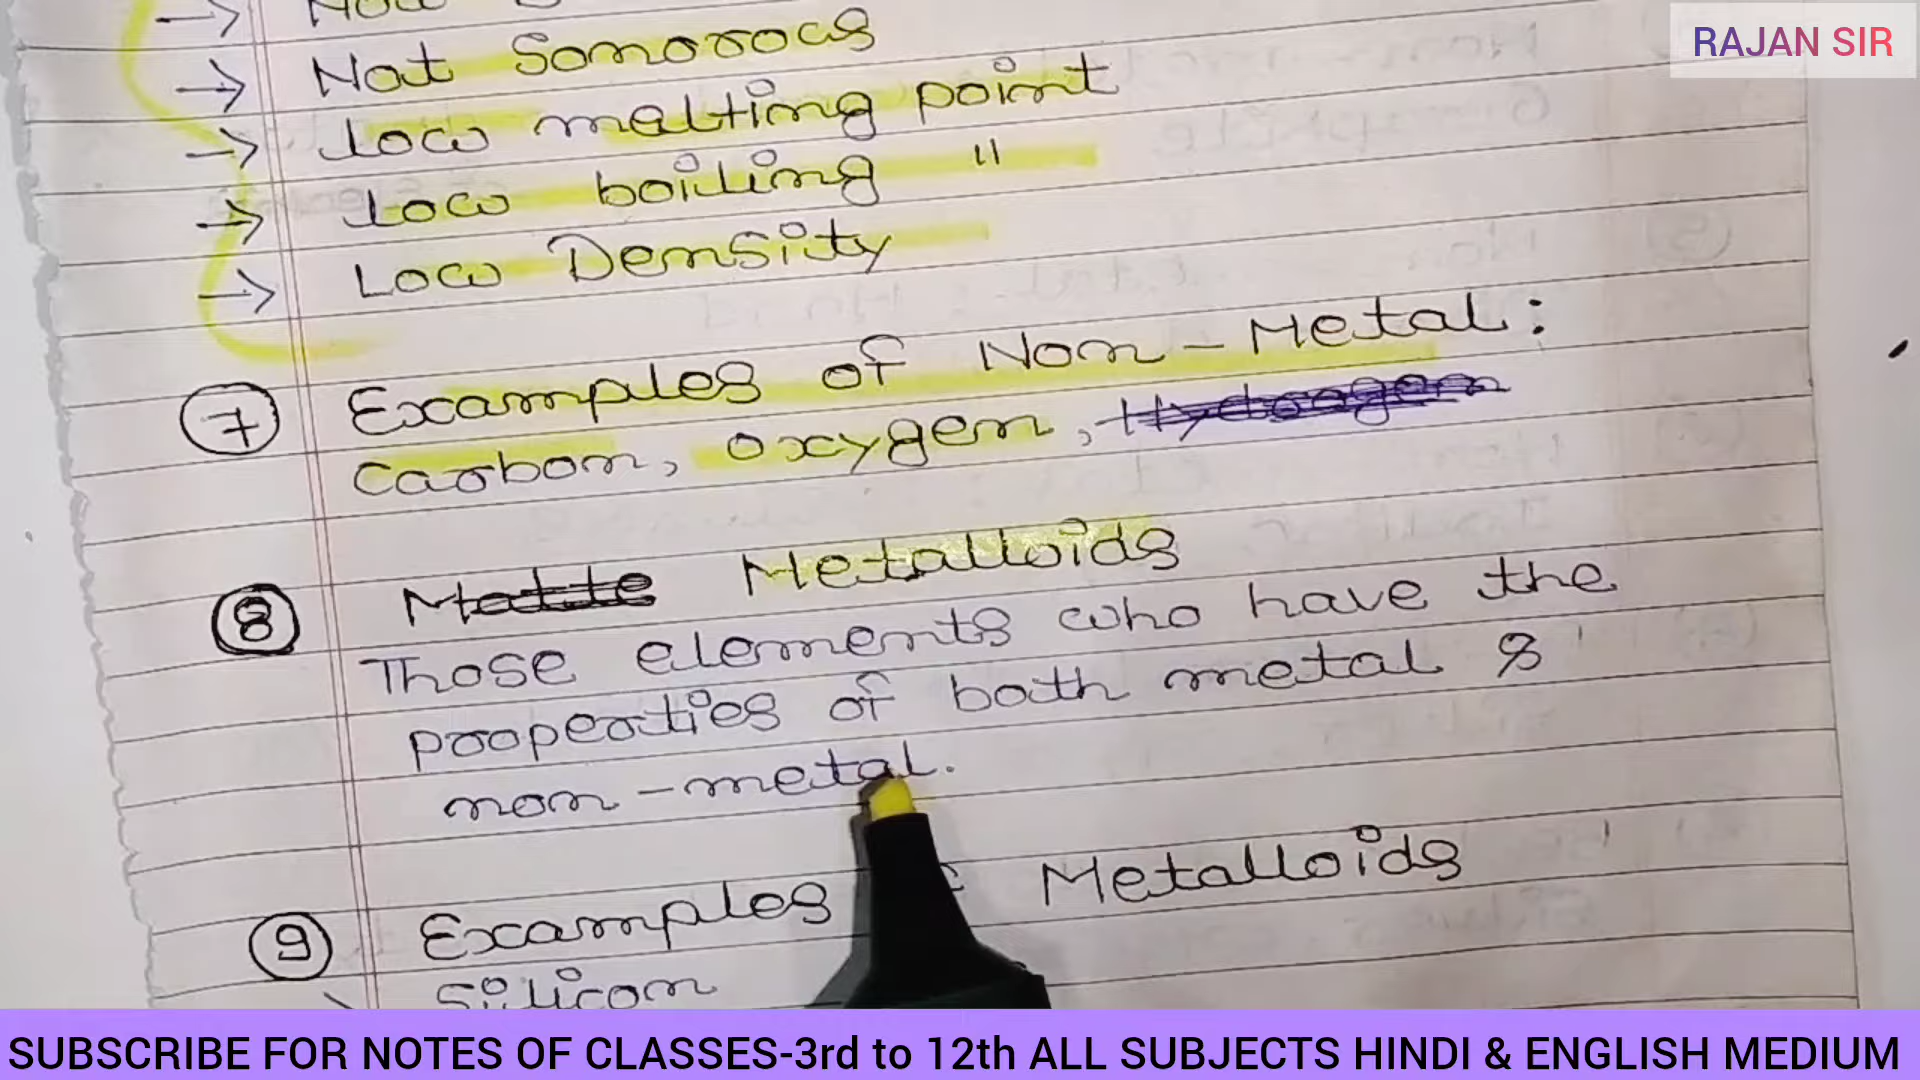 RAJAN SIR
→ Not Sonorocs
→ low melting point
→ low boiling "
→ Low Density
7 Examples of Non-Metal:
Carbon, Oxygen, Hydrogen
8 Metalloids
Those elements who have the
properties of both metal &
non-metal.
9 Examples Metalloids
Silicon
SUBSCRIBE FOR NOTES OF CLASSES-3rd to 12th ALL SUBJECTS HINDI & ENGLISH MEDIUM